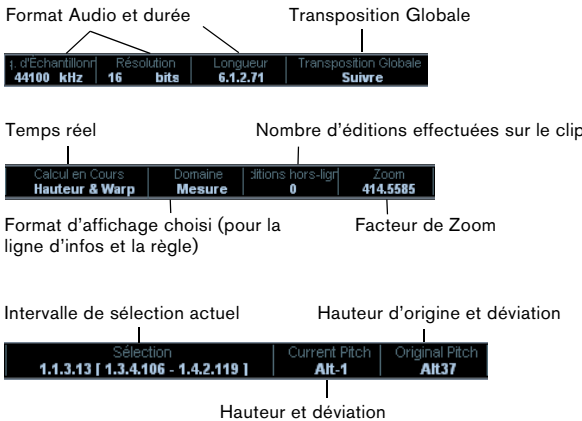 Format Audio et durée Transposition Globale
. d'Échantillonr Résolution Longueur Transposition Globale
44100 kHz 16 bits 6.1.2.71 Suivre
Temps réel Nombre d'éditions effectuées sur le clip
Calcul en Cours Domaine ditions hors-ligr Zoom
Hauteur & Warp Mesure 0 414.5585
Format d'affichage choisi (pour la Facteur de Zoom
ligne d'infos et la règle)
Intervalle de sélection actuel Hauteur d'origine et déviation
Sélection Current Pitch Original Pitch
1.1.3.13 [ 1.3.4.106 - 1.4.2.119 ] Alt-1 Alt37
Hauteur et déviation